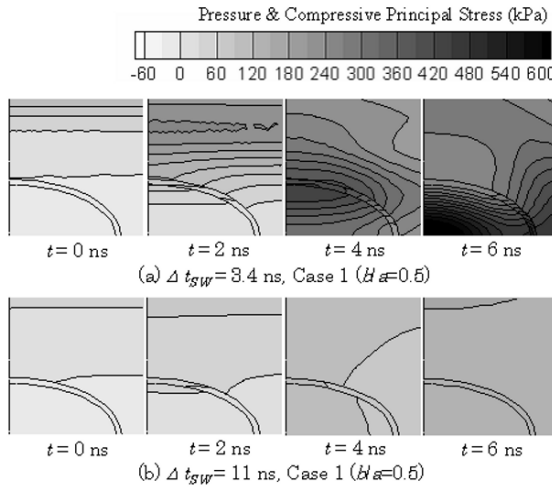 Pressure & Compressive Principal Stress (kPa)
-60 0 60 120 180 240 300 360 420 480 540 600
t = 0 ns t = 2 ns t = 4 ns t = 6 ns
(a) Δ t_SW = 3.4 ns, Case 1 (b/a=0.5)
t = 0 ns t = 2 ns t = 4 ns t = 6 ns
(b) Δ t_SW = 11 ns, Case 1 (b/a=0.5)